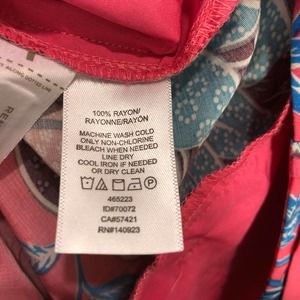 100% RAYON/
RAYONNE/RAYÓN
MACHINE WASH COLD
ONLY NON-CHLORINE
BLEACH WHEN NEEDED
LINE DRY
COOL IRON IF NEEDED
OR DRY CLEAN
465223
ID#70072
CA#57421
RN#140923